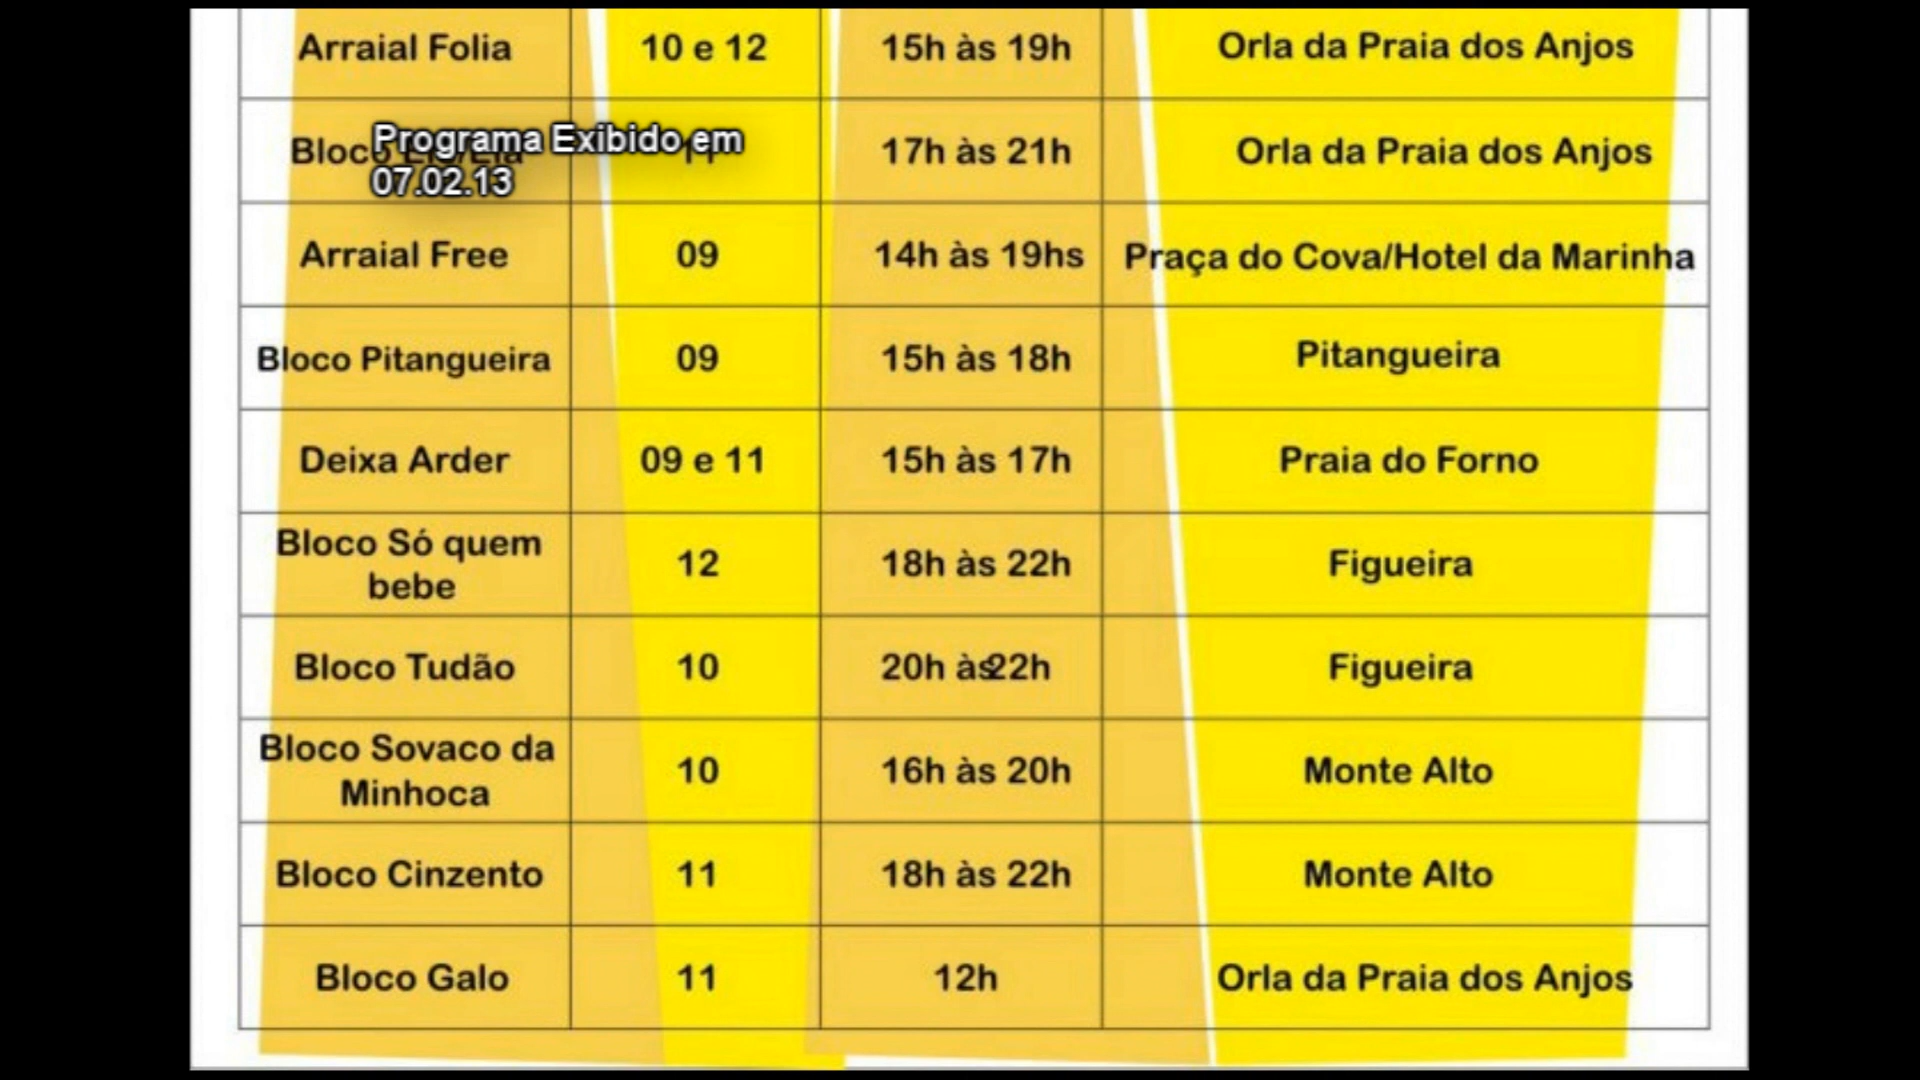 Arraial Folia 10 e 12 15h às 19h Orla da Praia dos Anjos
Programa Exibido em
07.02.13
Bloco 11 17h às 21h Orla da Praia dos Anjos
Arraial Free 09 14h às 19hs Praça do Cova/Hotel da Marinha
Bloco Pitangueira 09 15h às 18h Pitangueira
Deixa Arder 09 e 11 15h às 17h Praia do Forno
Bloco Só quem
bebe 12 18h às 22h Figueira
Bloco Tudão 10 20h às22h Figueira
Bloco Sovaco da
Minhoca 10 16h às 20h Monte Alto
Bloco Cinzento 11 18h às 22h Monte Alto
Bloco Galo 11 12h Orla da Praia dos Anjos